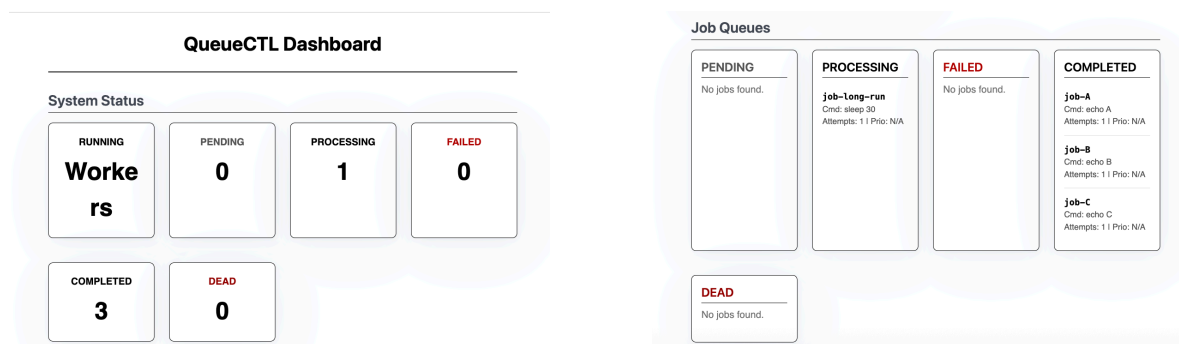 QueueCTL Dashboard
System Status
RUNNING
Worke
rs
PENDING
0
PROCESSING
1
FAILED
0
COMPLETED
3
DEAD
0
Job Queues
PENDING
No jobs found.
PROCESSING
job-long-run
Cmd: sleep 30
Attempts: 1 | Prio: N/A
FAILED
No jobs found.
COMPLETED
job-A
Cmd: echo A
Attempts: 1 | Prio: N/A
job-B
Cmd: echo B
Attempts: 1 | Prio: N/A
job-C
Cmd: echo C
Attempts: 1 | Prio: N/A
DEAD
No jobs found.